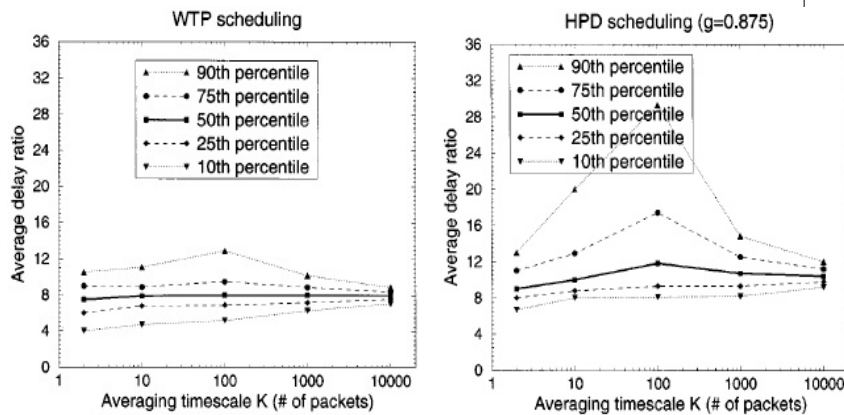 WTP scheduling
36
32
28
24
20
16
12
8
4
0
Average delay ratio
90th percentile
75th percentile
50th percentile
25th percentile
10th percentile
1
10
100
1000
10000
Averaging timescale K (# of packets)
HPD scheduling (g=0.875)
36
32
28
24
20
16
12
8
4
0
Average delay ratio
90th percentile
75th percentile
50th percentile
25th percentile
10th percentile
1
10
100
1000
10000
Averaging timescale K (# of packets)